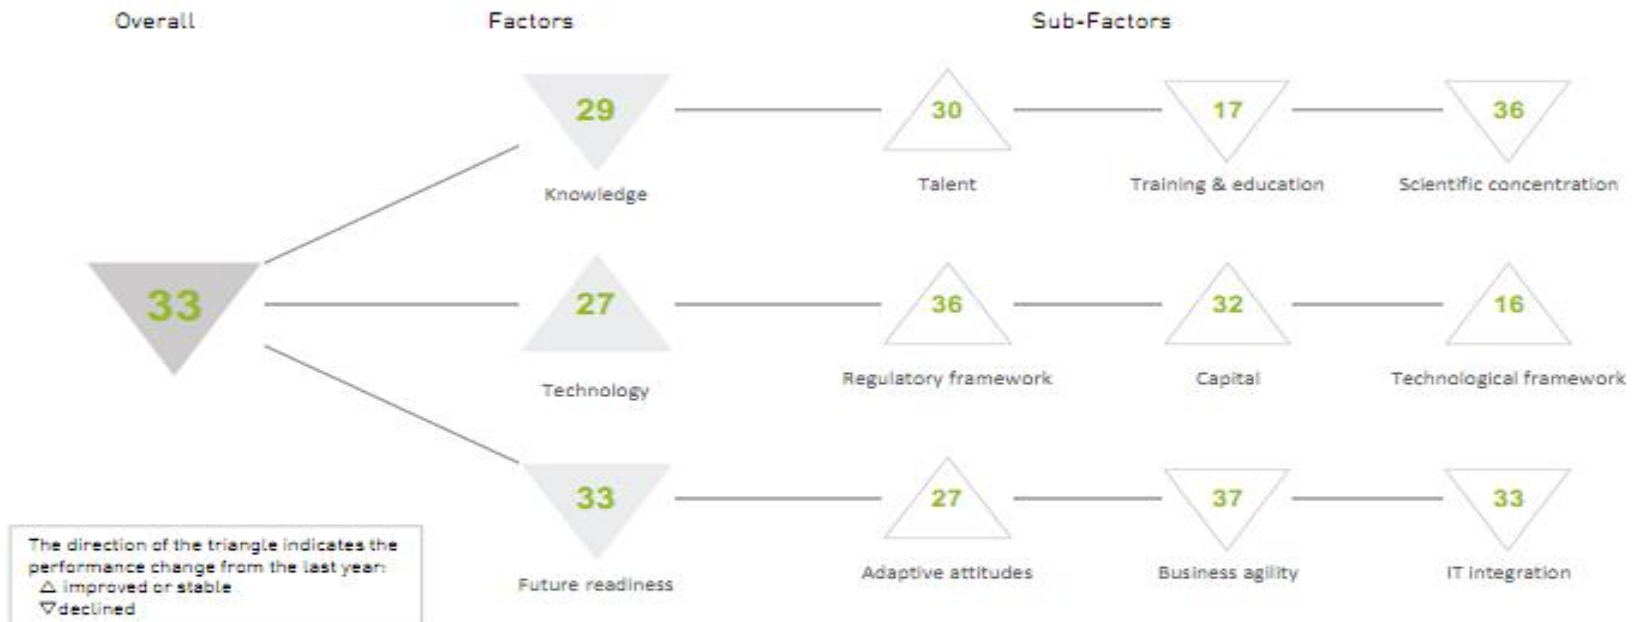 Overall Factors Sub-Factors
29 30 17 36
Knowledge Talent Training & education Scientific concentration
33 27 36 32 16
Technology Regulatory framework Capital Technological framework
33 27 37 33
Future readiness Adaptive attitudes Business agility IT integration
The direction of the triangle indicates the
performance change from the last year:
△ improved or stable
▽ declined